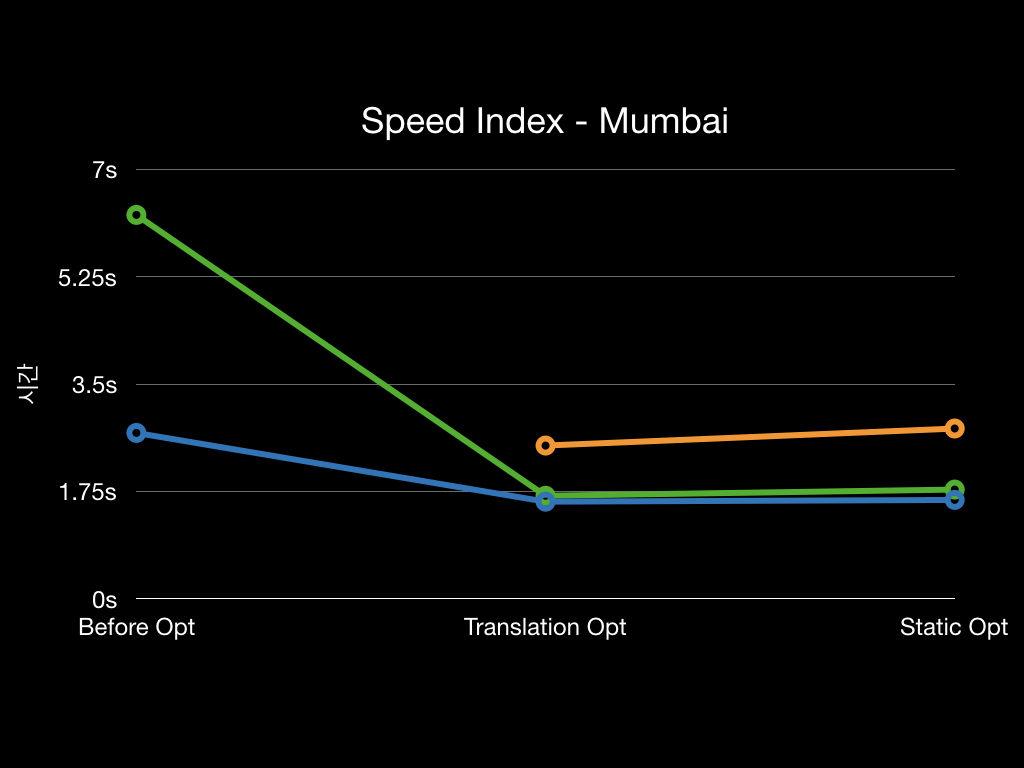 Speed Index - Mumbai
7s
5.25s
3.5s
1.75s
0s
시간
Before Opt
Translation Opt
Static Opt